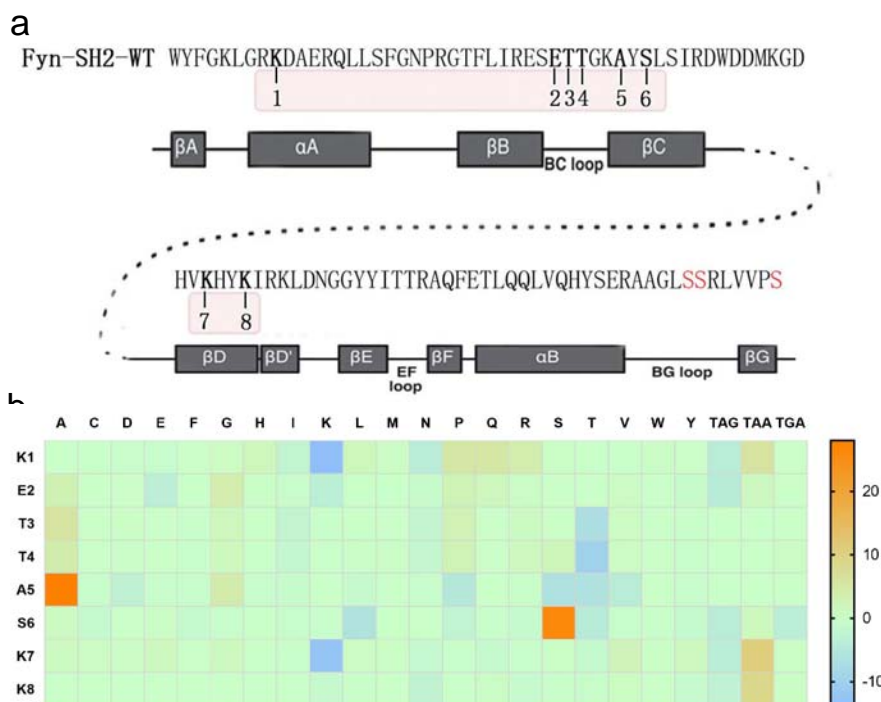 a
Fyn-SH2-WT WYFGKLGRKDAERQLLSFGNPRGTFLIRESETTGKAYSLSIRDWDDMKGD
1 2 3 4 5 6
βA αA βB BC loop βC
HVKHYKIRKLDNGGYYITTRAQFETLQQLVQHYSERAAGLSSRLVVPS
7 8
βD βD' βE EF loop βF αB BG loop βG
b
A C D E F G H I K L M N P Q R S T V W Y TAG TAA TGA
K1
E2
T3
T4
A5
S6
K7
K8
20
10
0
-10